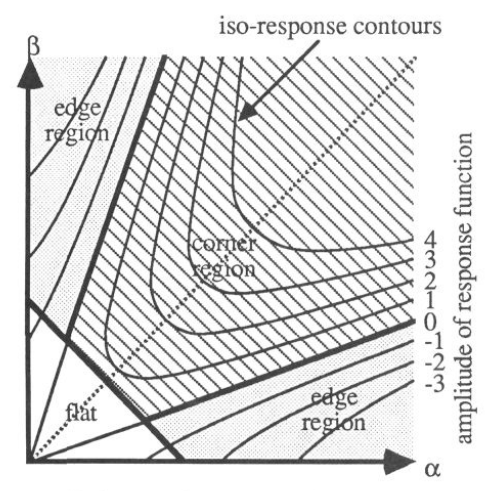 iso-response contours
β
edge
region
corner
region
4
3
2
1
0
-1
-2
-3
amplitude of response function
flat
edge
region
α